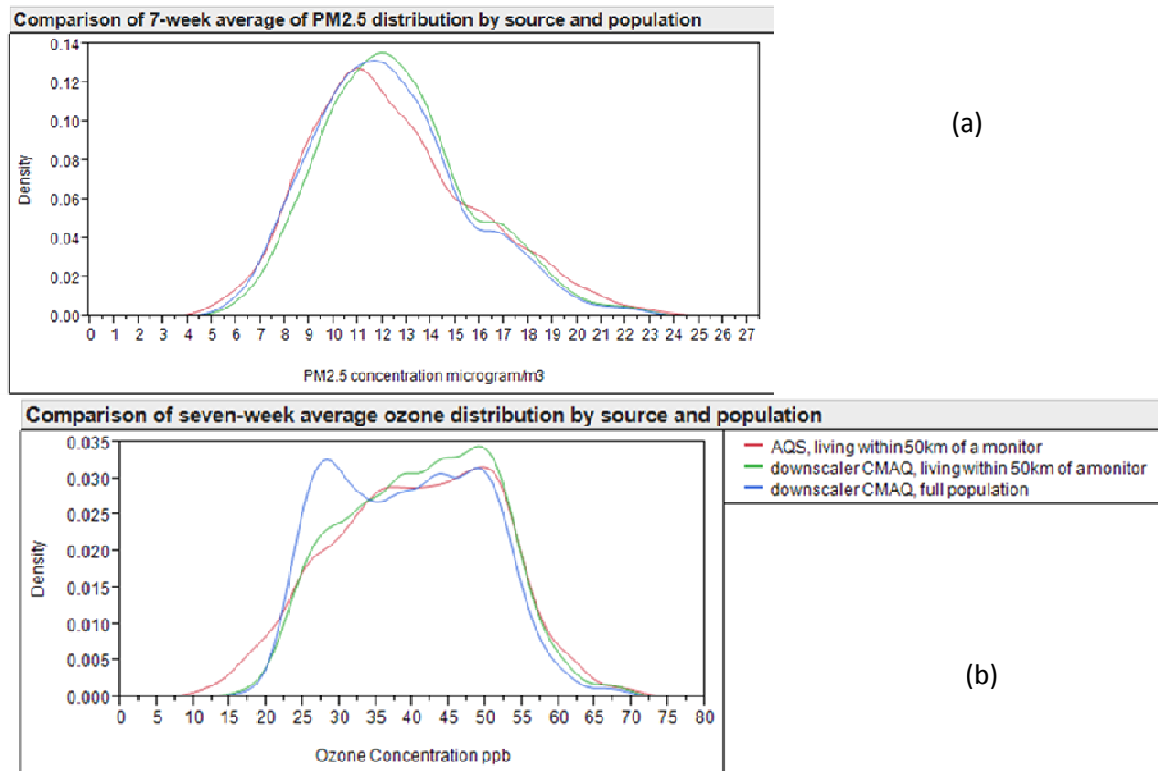 Comparison of 7-week average of PM2.5 distribution by source and population
0.14
0.12
0.10
0.08
0.06
0.04
0.02
0.00
Density
0 1 2 3 4 5 6 7 8 9 10 11 12 13 14 15 16 17 18 19 20 21 22 23 24 25 26 27
PM2.5 concentration microgram/m3
(a)
Comparison of seven-week average ozone distribution by source and population
0.035
0.030
0.025
0.020
0.015
0.010
0.005
0.000
Density
0 5 10 15 20 25 30 35 40 45 50 55 60 65 70 75 80
Ozone Concentration ppb
AQS, living within 50km of a monitor
downscaler CMAQ, living within 50km of amonitor
downscaler CMAQ, full population
(b)